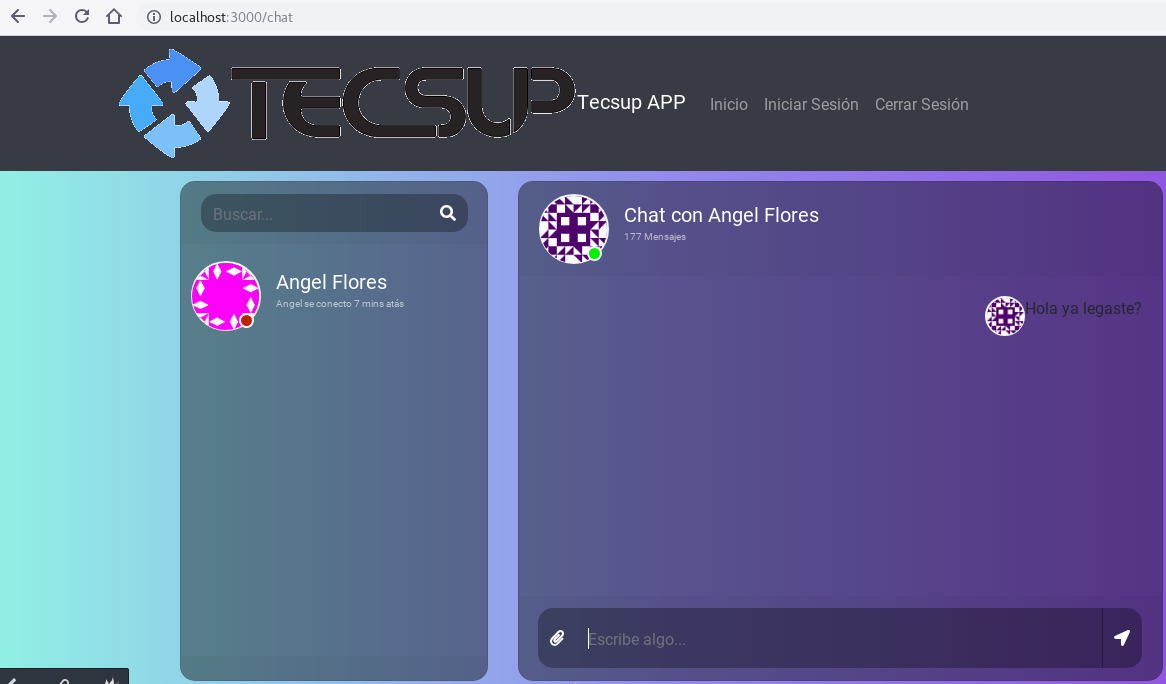 localhost:3000/chat
TECSUP Tecsup APP Inicio Iniciar Sesión Cerrar Sesión
Buscar...
Angel Flores
Angel se conecto 7 mins atás
Chat con Angel Flores
177 Mensajes
Hola ya legaste?
Escribe algo...